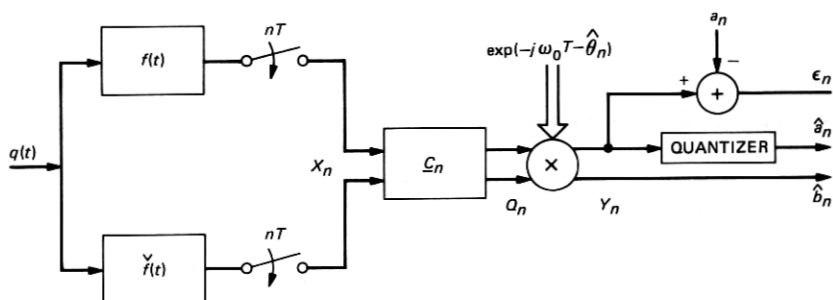 nT
a_n
exp(-j ω_0 T - θ̂_n)
f(t)
+
−
+
ϵ_n
q(t)
X_n
C_n
×
QUANTIZER
â_n
Q_n
Y_n
b̂_n
nT
f̌(t)